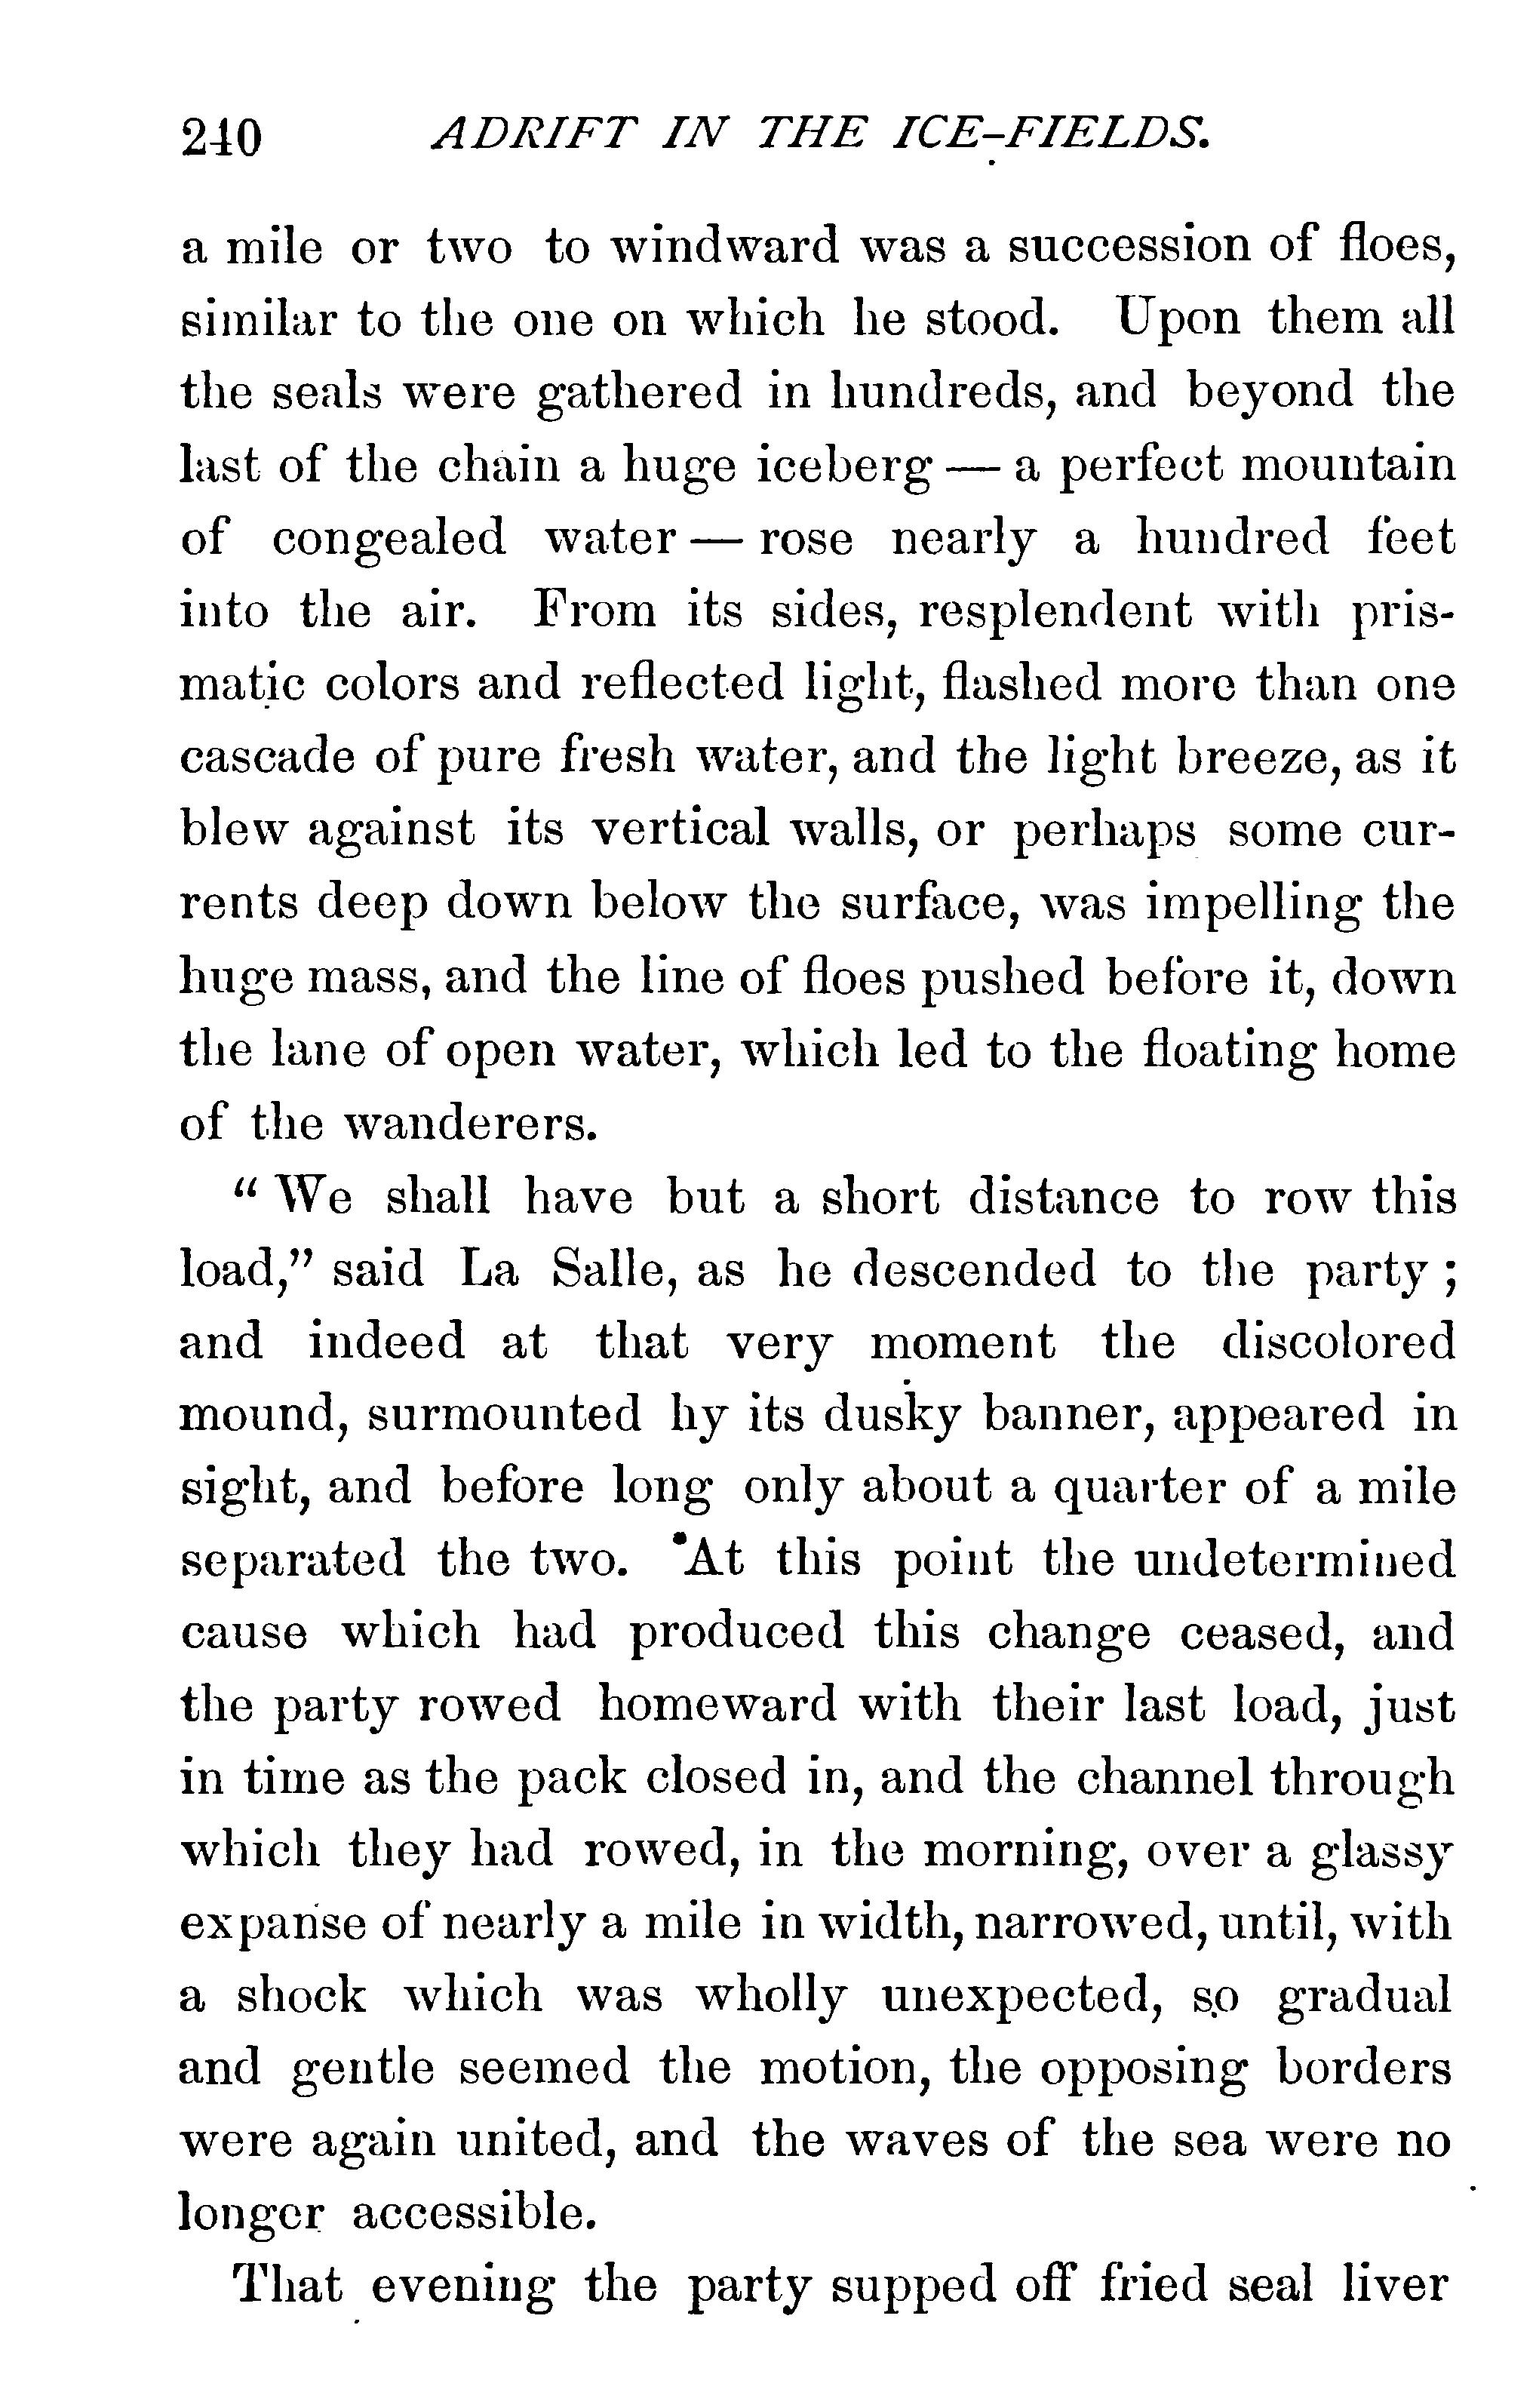 240 ADRIFT IN THE ICE-FIELDS.
a mile or two to windward was a succession of floes,
similar to the one on which he stood. Upon them all
the seals were gathered in hundreds, and beyond the
last of the chain a huge iceberg — a perfect mountain
of congealed water — rose nearly a hundred feet
into the air. From its sides, resplendent with pris-
matic colors and reflected light, flashed more than one
cascade of pure fresh water, and the light breeze, as it
blew against its vertical walls, or perhaps some cur-
rents deep down below the surface, was impelling the
huge mass, and the line of floes pushed before it, down
the lane of open water, which led to the floating home
of the wanderers.
“ We shall have but a short distance to row this
load,” said La Salle, as he descended to the party ;
and indeed at that very moment the discolored
mound, surmounted by its dusky banner, appeared in
sight, and before long only about a quarter of a mile
separated the two. At this point the undetermined
cause which had produced this change ceased, and
the party rowed homeward with their last load, just
in time as the pack closed in, and the channel through
which they had rowed, in the morning, over a glassy
expanse of nearly a mile in width, narrowed, until, with
a shock which was wholly unexpected, so gradual
and gentle seemed the motion, the opposing borders
were again united, and the waves of the sea were no
longer accessible.
That evening the party supped off fried seal liver